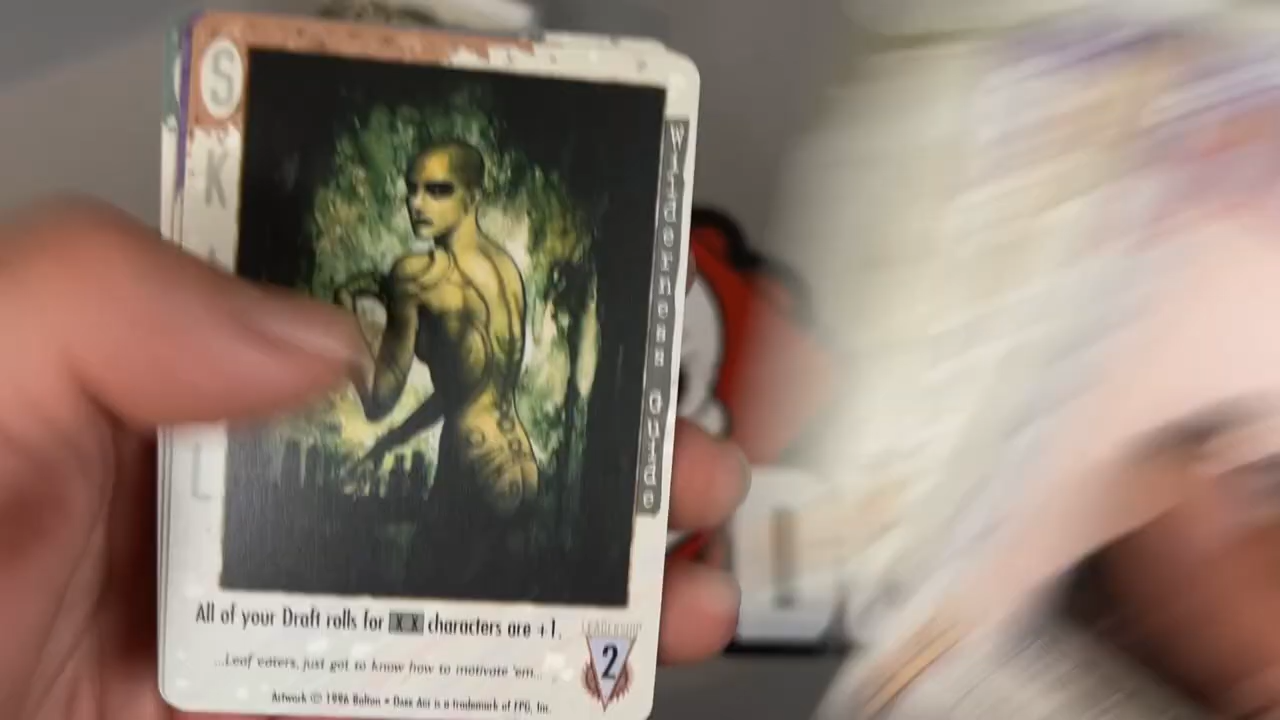 S
K
L
Wilderness Guide
All of your Draft rolls for X X characters are +1.
...Leaf eaters, just got to know how to motivate 'em...
LEADERSHIP
2
Artwork © 1996 Bolton • Dark Age is a trademark of FPG, Inc.